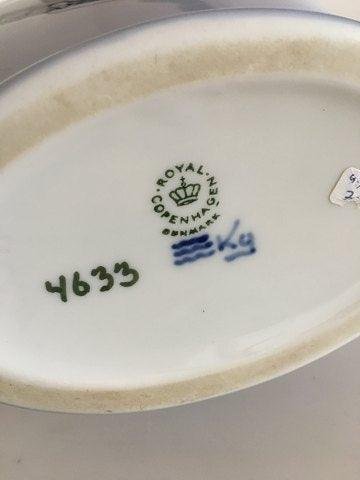 ROYAL COPENHAGEN
DENMARK
Kg
4633